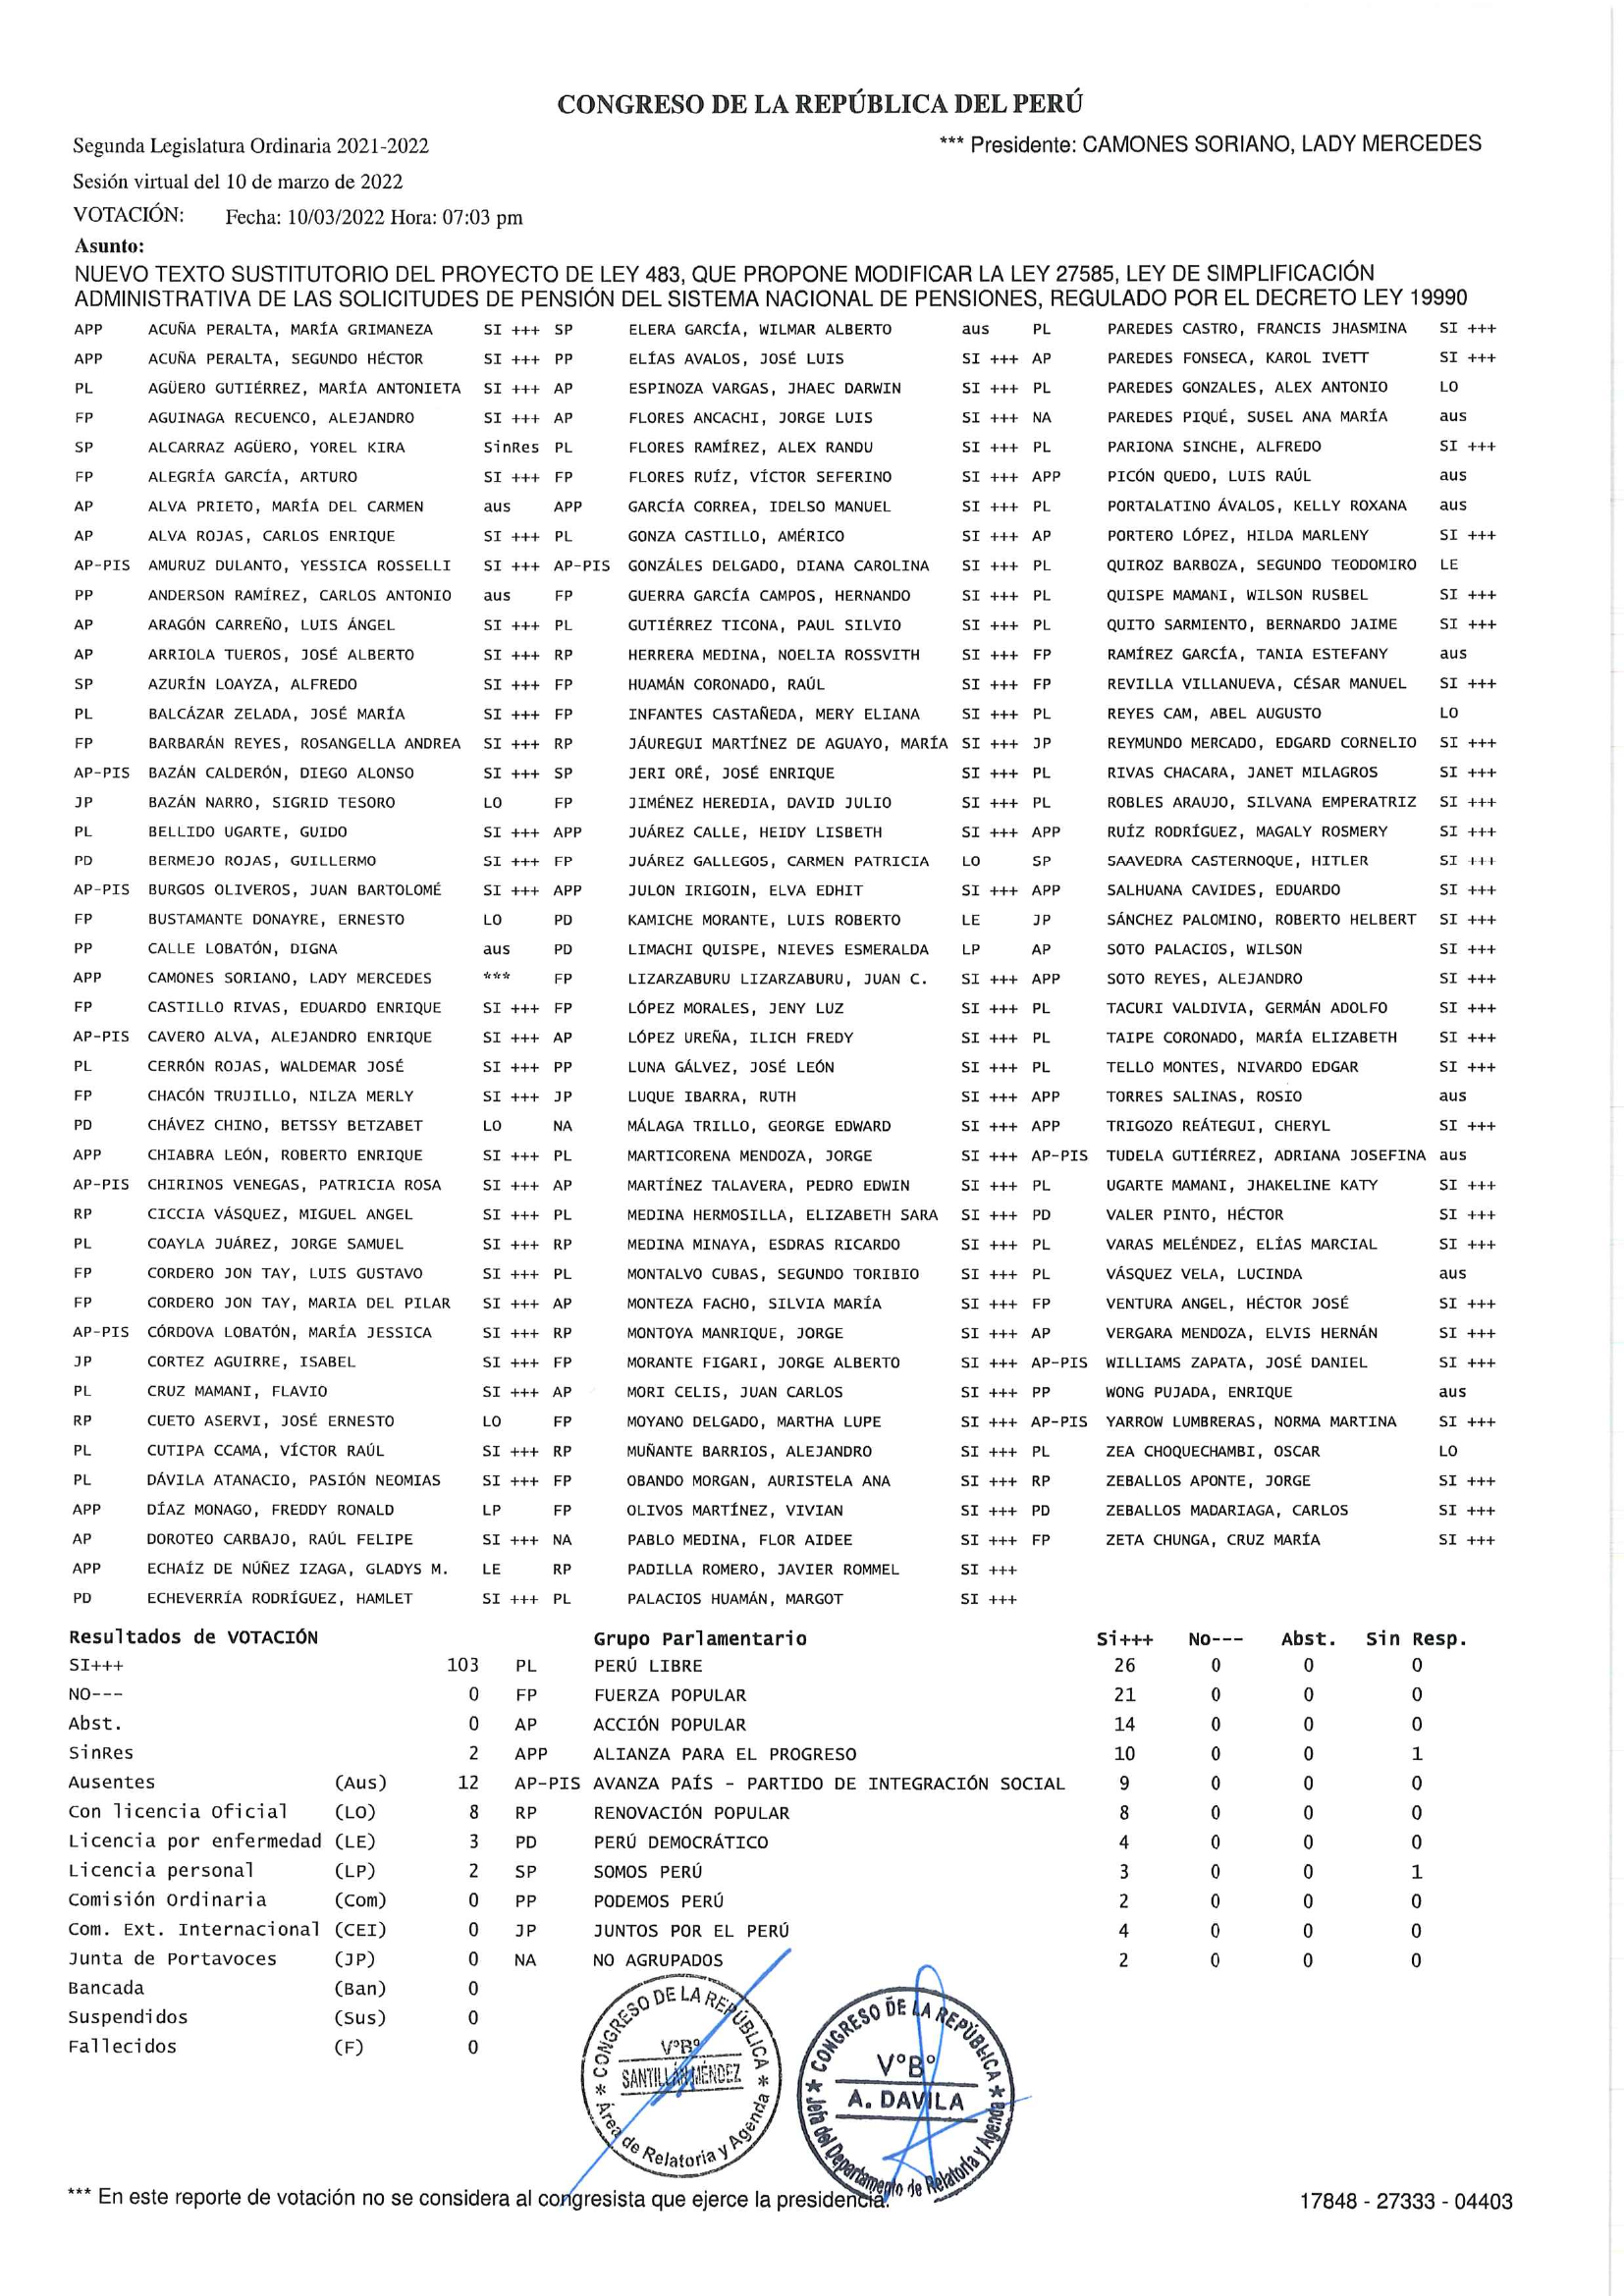 CONGRESO DE LA REPÚBLICA DEL PERÚ
Segunda Legislatura Ordinaria 2021-2022 *** Presidente: CAMONES SORIANO, LADY MERCEDES
Sesión virtual del 10 de marzo de 2022
VOTACIÓN: Fecha: 10/03/2022 Hora: 07:03 pm
Asunto:
NUEVO TEXTO SUSTITUTORIO DEL PROYECTO DE LEY 483, QUE PROPONE MODIFICAR LA LEY 27585, LEY DE SIMPLIFICACIÓN
ADMINISTRATIVA DE LAS SOLICITUDES DE PENSIÓN DEL SISTEMA NACIONAL DE PENSIONES, REGULADO POR EL DECRETO LEY 19990
APP ACUÑA PERALTA, MARÍA GRIMANEZA SI +++ SP ELERA GARCÍA, WILMAR ALBERTO aus PL PAREDES CASTRO, FRANCIS JHASMINA SI +++
APP ACUÑA PERALTA, SEGUNDO HÉCTOR SI +++ PP ELÍAS AVALOS, JOSÉ LUIS SI +++ AP PAREDES FONSECA, KAROL IVETT SI +++
PL AGÜERO GUTIÉRREZ, MARÍA ANTONIETA SI +++ AP ESPINOZA VARGAS, JHAEC DARWIN SI +++ PL PAREDES GONZALES, ALEX ANTONIO LO
FP AGUINAGA RECUENCO, ALEJANDRO SI +++ AP FLORES ANCACHI, JORGE LUIS SI +++ NA PAREDES PIQUÉ, SUSEL ANA MARÍA aus
SP ALCARRAZ AGÜERO, YOREL KIRA SinRes PL FLORES RAMÍREZ, ALEX RANDU SI +++ PL PARIONA SINCHE, ALFREDO SI +++
FP ALEGRÍA GARCÍA, ARTURO SI +++ FP FLORES RUÍZ, VÍCTOR SEFERINO SI +++ APP PICÓN QUEDO, LUIS RAÚL aus
AP ALVA PRIETO, MARÍA DEL CARMEN aus APP GARCÍA CORREA, IDELSO MANUEL SI +++ PL PORTALATINO ÁVALOS, KELLY ROXANA aus
AP ALVA ROJAS, CARLOS ENRIQUE SI +++ PL GONZA CASTILLO, AMÉRICO SI +++ AP PORTERO LÓPEZ, HILDA MARLENY SI +++
AP-PIS AMURUZ DULANTO, YESSICA ROSSELLI SI +++ AP-PIS GONZÁLES DELGADO, DIANA CAROLINA SI +++ PL QUIROZ BARBOZA, SEGUNDO TEODOMIRO LE
PP ANDERSON RAMÍREZ, CARLOS ANTONIO aus FP GUERRA GARCÍA CAMPOS, HERNANDO SI +++ PL QUISPE MAMANI, WILSON RUSBEL SI +++
AP ARAGÓN CARREÑO, LUIS ÁNGEL SI +++ PL GUTIÉRREZ TICONA, PAUL SILVIO SI +++ PL QUITO SARMIENTO, BERNARDO JAIME SI +++
AP ARRIOLA TUEROS, JOSÉ ALBERTO SI +++ RP HERRERA MEDINA, NOELIA ROSSVITH SI +++ FP RAMÍREZ GARCÍA, TANIA ESTEFANY aus
SP AZURÍN LOAYZA, ALFREDO SI +++ FP HUAMÁN CORONADO, RAÚL SI +++ FP REVILLA VILLANUEVA, CÉSAR MANUEL SI +++
PL BALCÁZAR ZELADA, JOSÉ MARÍA SI +++ FP INFANTES CASTAÑEDA, MERY ELIANA SI +++ PL REYES CAM, ABEL AUGUSTO LO
FP BARBARÁN REYES, ROSANGELLA ANDREA SI +++ RP JÁUREGUI MARTÍNEZ DE AGUAYO, MARÍA SI +++ JP REYMUNDO MERCADO, EDGARD CORNELIO SI +++
AP-PIS BAZÁN CALDERÓN, DIEGO ALONSO SI +++ SP JERI ORÉ, JOSÉ ENRIQUE SI +++ PL RIVAS CHACARA, JANET MILAGROS SI +++
JP BAZÁN NARRO, SIGRID TESORO LO FP JIMÉNEZ HEREDIA, DAVID JULIO SI +++ PL ROBLES ARAUJO, SILVANA EMPERATRIZ SI +++
PL BELLIDO UGARTE, GUIDO SI +++ APP JUÁREZ CALLE, HEIDY LISBETH SI +++ APP RUÍZ RODRÍGUEZ, MAGALY ROSMERY SI +++
PD BERMEJO ROJAS, GUILLERMO SI +++ FP JUÁREZ GALLEGOS, CARMEN PATRICIA LO SP SAAVEDRA CASTERNOQUE, HITLER SI +++
AP-PIS BURGOS OLIVEROS, JUAN BARTOLOMÉ SI +++ APP JULON IRIGOIN, ELVA EDHIT SI +++ APP SALHUANA CAVIDES, EDUARDO SI +++
FP BUSTAMANTE DONAYRE, ERNESTO LO PD KAMICHE MORANTE, LUIS ROBERTO LE JP SÁNCHEZ PALOMINO, ROBERTO HELBERT SI +++
PP CALLE LOBATÓN, DIGNA aus PD LIMACHI QUISPE, NIEVES ESMERALDA LP AP SOTO PALACIOS, WILSON SI +++
APP CAMONES SORIANO, LADY MERCEDES *** FP LIZARZABURU LIZARZABURU, JUAN C. SI +++ APP SOTO REYES, ALEJANDRO SI +++
FP CASTILLO RIVAS, EDUARDO ENRIQUE SI +++ FP LÓPEZ MORALES, JENY LUZ SI +++ PL TACURI VALDIVIA, GERMÁN ADOLFO SI +++
AP-PIS CAVERO ALVA, ALEJANDRO ENRIQUE SI +++ AP LÓPEZ UREÑA, ILICH FREDY SI +++ PL TAIPE CORONADO, MARÍA ELIZABETH SI +++
PL CERRÓN ROJAS, WALDEMAR JOSÉ SI +++ PP LUNA GÁLVEZ, JOSÉ LEÓN SI +++ PL TELLO MONTES, NIVARDO EDGAR SI +++
FP CHACÓN TRUJILLO, NILZA MERLY SI +++ JP LUQUE IBARRA, RUTH SI +++ APP TORRES SALINAS, ROSIO aus
PD CHÁVEZ CHINO, BETSSY BETZABET LO NA MÁLAGA TRILLO, GEORGE EDWARD SI +++ APP TRIGOZO REÁTEGUI, CHERYL SI +++
APP CHIABRA LEÓN, ROBERTO ENRIQUE SI +++ PL MARTICORENA MENDOZA, JORGE SI +++ AP-PIS TUDELA GUTIÉRREZ, ADRIANA JOSEFINA aus
AP-PIS CHIRINOS VENEGAS, PATRICIA ROSA SI +++ AP MARTÍNEZ TALAVERA, PEDRO EDWIN SI +++ PL UGARTE MAMANI, JHAKELINE KATY SI +++
RP CICCIA VÁSQUEZ, MIGUEL ANGEL SI +++ PL MEDINA HERMOSILLA, ELIZABETH SARA SI +++ PD VALER PINTO, HÉCTOR SI +++
PL COAYLA JUÁREZ, JORGE SAMUEL SI +++ RP MEDINA MINAYA, ESDRAS RICARDO SI +++ PL VARAS MELÉNDEZ, ELÍAS MARCIAL SI +++
FP CORDERO JON TAY, LUIS GUSTAVO SI +++ PL MONTALVO CUBAS, SEGUNDO TORIBIO SI +++ PL VÁSQUEZ VELA, LUCINDA aus
FP CORDERO JON TAY, MARIA DEL PILAR SI +++ AP MONTEZA FACHO, SILVIA MARÍA SI +++ FP VENTURA ANGEL, HÉCTOR JOSÉ SI +++
AP-PIS CÓRDOVA LOBATÓN, MARÍA JESSICA SI +++ RP MONTOYA MANRIQUE, JORGE SI +++ AP VERGARA MENDOZA, ELVIS HERNÁN SI +++
JP CORTEZ AGUIRRE, ISABEL SI +++ FP MORANTE FIGARI, JORGE ALBERTO SI +++ AP-PIS WILLIAMS ZAPATA, JOSÉ DANIEL SI +++
PL CRUZ MAMANI, FLAVIO SI +++ AP MORI CELIS, JUAN CARLOS SI +++ PP WONG PUJADA, ENRIQUE aus
RP CUETO ASERVI, JOSÉ ERNESTO LO FP MOYANO DELGADO, MARTHA LUPE SI +++ AP-PIS YARROW LUMBRERAS, NORMA MARTINA SI +++
PL CUTIPA CCAMA, VÍCTOR RAÚL SI +++ RP MUÑANTE BARRIOS, ALEJANDRO SI +++ PL ZEA CHOQUECHAMBI, OSCAR LO
PL DÁVILA ATANACIO, PASIÓN NEOMIAS SI +++ FP OBANDO MORGAN, AURISTELA ANA SI +++ RP ZEBALLOS APONTE, JORGE SI +++
APP DÍAZ MONAGO, FREDDY RONALD LP FP OLIVOS MARTÍNEZ, VIVIAN SI +++ PD ZEBALLOS MADARIAGA, CARLOS SI +++
AP DOROTEO CARBAJO, RAÚL FELIPE SI +++ NA PABLO MEDINA, FLOR AIDEE SI +++ FP ZETA CHUNGA, CRUZ MARÍA SI +++
APP ECHAÍZ DE NÚÑEZ IZAGA, GLADYS M. LE RP PADILLA ROMERO, JAVIER ROMMEL SI +++
PD ECHEVERRÍA RODRÍGUEZ, HAMLET SI +++ PL PALACIOS HUAMÁN, MARGOT SI +++
Resultados de VOTACIÓN Grupo Parlamentario Si+++ No--- Abst. Sin Resp.
SI+++ 103 PL PERÚ LIBRE 26 0 0 0
NO--- 0 FP FUERZA POPULAR 21 0 0 0
Abst. 0 AP ACCIÓN POPULAR 14 0 0 0
SinRes 2 APP ALIANZA PARA EL PROGRESO 10 0 0 1
Ausentes (Aus) 12 AP-PIS AVANZA PAÍS - PARTIDO DE INTEGRACIÓN SOCIAL 9 0 0 0
Con licencia Oficial (LO) 8 RP RENOVACIÓN POPULAR 8 0 0 0
Licencia por enfermedad (LE) 3 PD PERÚ DEMOCRÁTICO 4 0 0 0
Licencia personal (LP) 2 SP SOMOS PERÚ 3 0 0 1
Comisión Ordinaria (Com) 0 PP PODEMOS PERÚ 2 0 0 0
Com. Ext. Internacional (CEI) 0 JP JUNTOS POR EL PERÚ 4 0 0 0
Junta de Portavoces (JP) 0 NA NO AGRUPADOS 2 0 0 0
Bancada (Ban) 0
Suspendidos (Sus) 0
Fallecidos (F) 0
* CONGRESO DE LA REPÚBLICA *
V°B°
SANTILLÁN MÉNDEZ
Área de Relatoria y Agenda
* CONGRESO DE LA REPÚBLICA *
V°B°
A. DAVILA
Jefa del Departamento de Relatoria y Agenda
*** En este reporte de votación no se considera al congresista que ejerce la presidencia. 17848 - 27333 - 04403